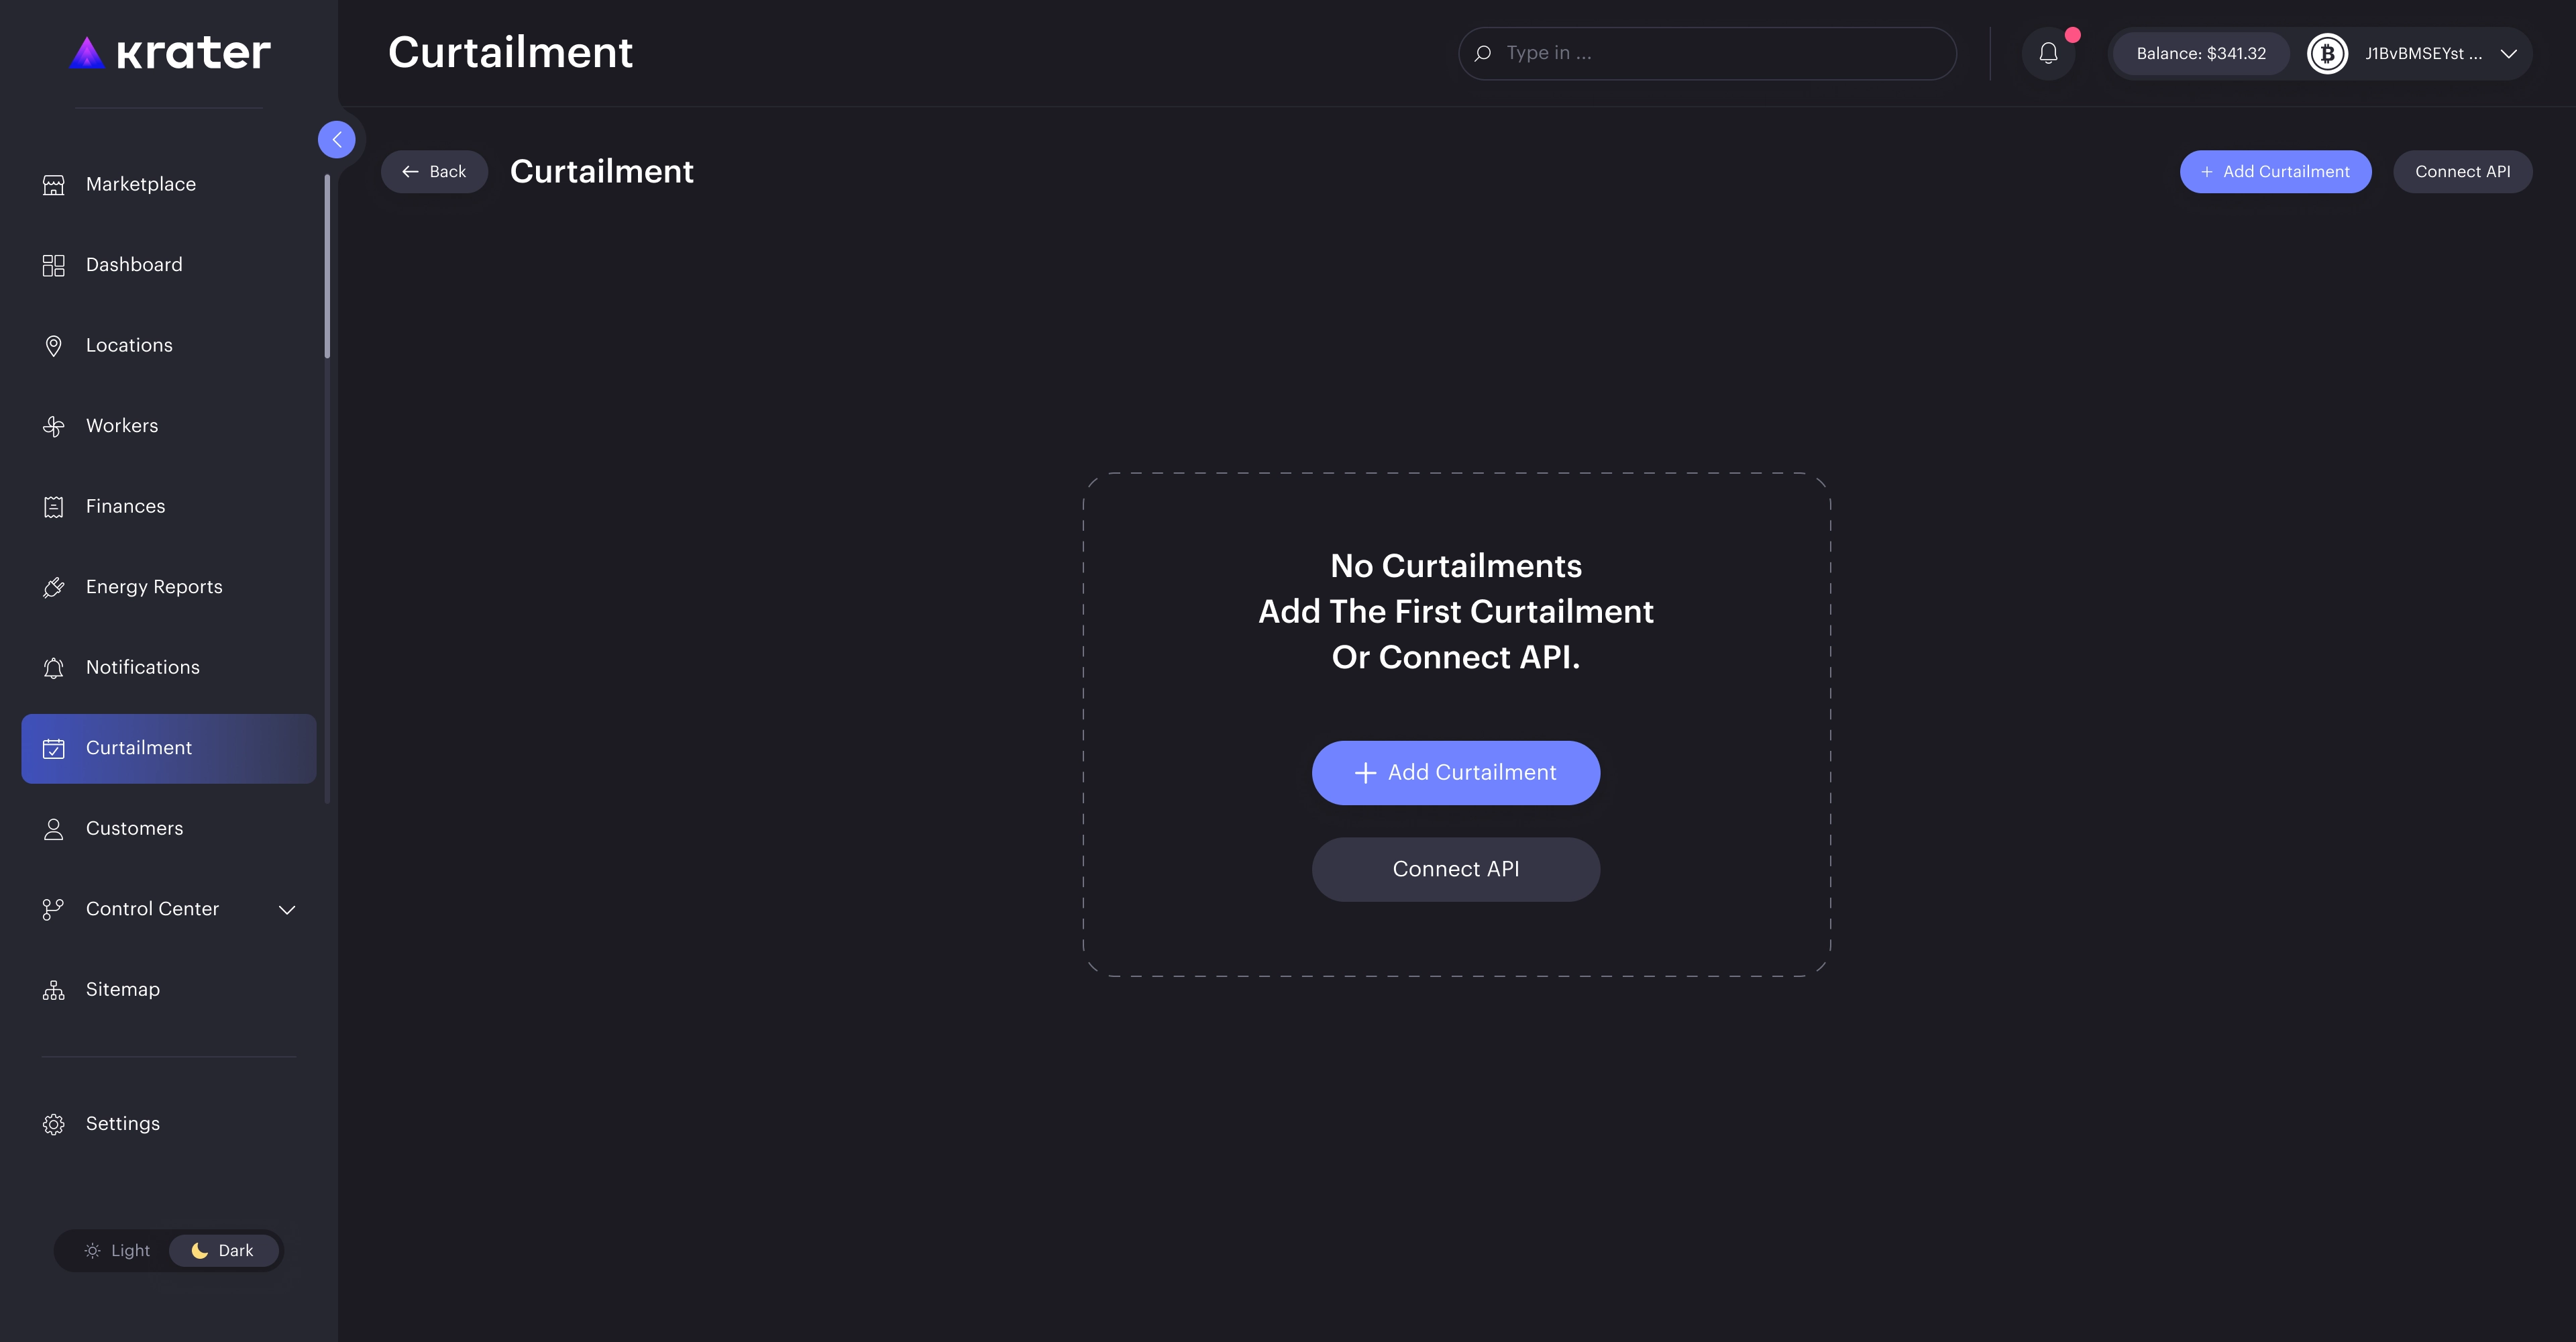 krater
Curtailment
Type in ...
Balance: $341.32
J1BvBMSEYst ...
Marketplace
Dashboard
Locations
Workers
Finances
Energy Reports
Notifications
Curtailment
Customers
Control Center
Sitemap
Settings
Light
Dark
Back
Curtailment
+ Add Curtailment
Connect API
No Curtailments
Add The First Curtailment
Or Connect API.
+ Add Curtailment
Connect API